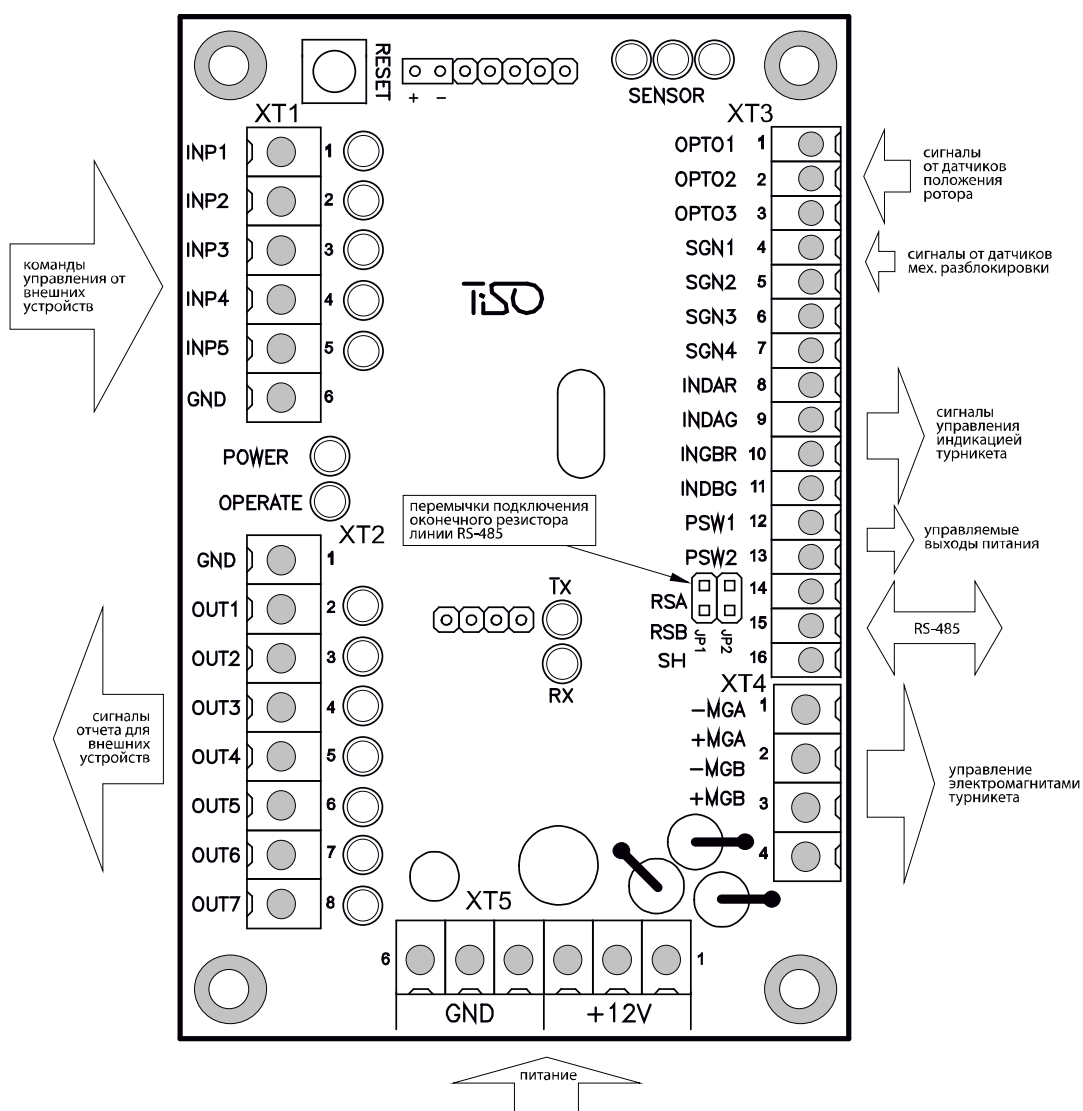 RESET
+ −
SENSOR
XT1
XT3
INP1 1
INP2 2
INP3 3
INP4 4
INP5 5
GND 6
команды
управления от
внешних
устройств
TiSO
OPTO1 1
OPTO2 2
OPTO3 3
SGN1 4
SGN2 5
SGN3 6
SGN4 7
INDAR 8
INDAG 9
INGBR 10
INDBG 11
PSW1 12
PSW2 13
14
RSA
15
RSB
16
SH
JP1
JP2
сигналы
от датчиков
положения
ротора
сигналы от датчиков
мех. разблокировки
сигналы
управления
индикацией
турникета
управляемые
выходы питания
RS-485
POWER
OPERATE
перемычки подключения
оконечного резистора
линии RS-485
XT2
GND 1
OUT1 2
OUT2 3
OUT3 4
OUT4 5
OUT5 6
OUT6 7
OUT7 8
сигналы
отчета для
внешних
устройств
TX
RX
XT4
−MGA 1
+MGA
2
−MGB
+MGB 3
4
управление
электромагнитами
турникета
XT5
6
1
GND
+12V
питание